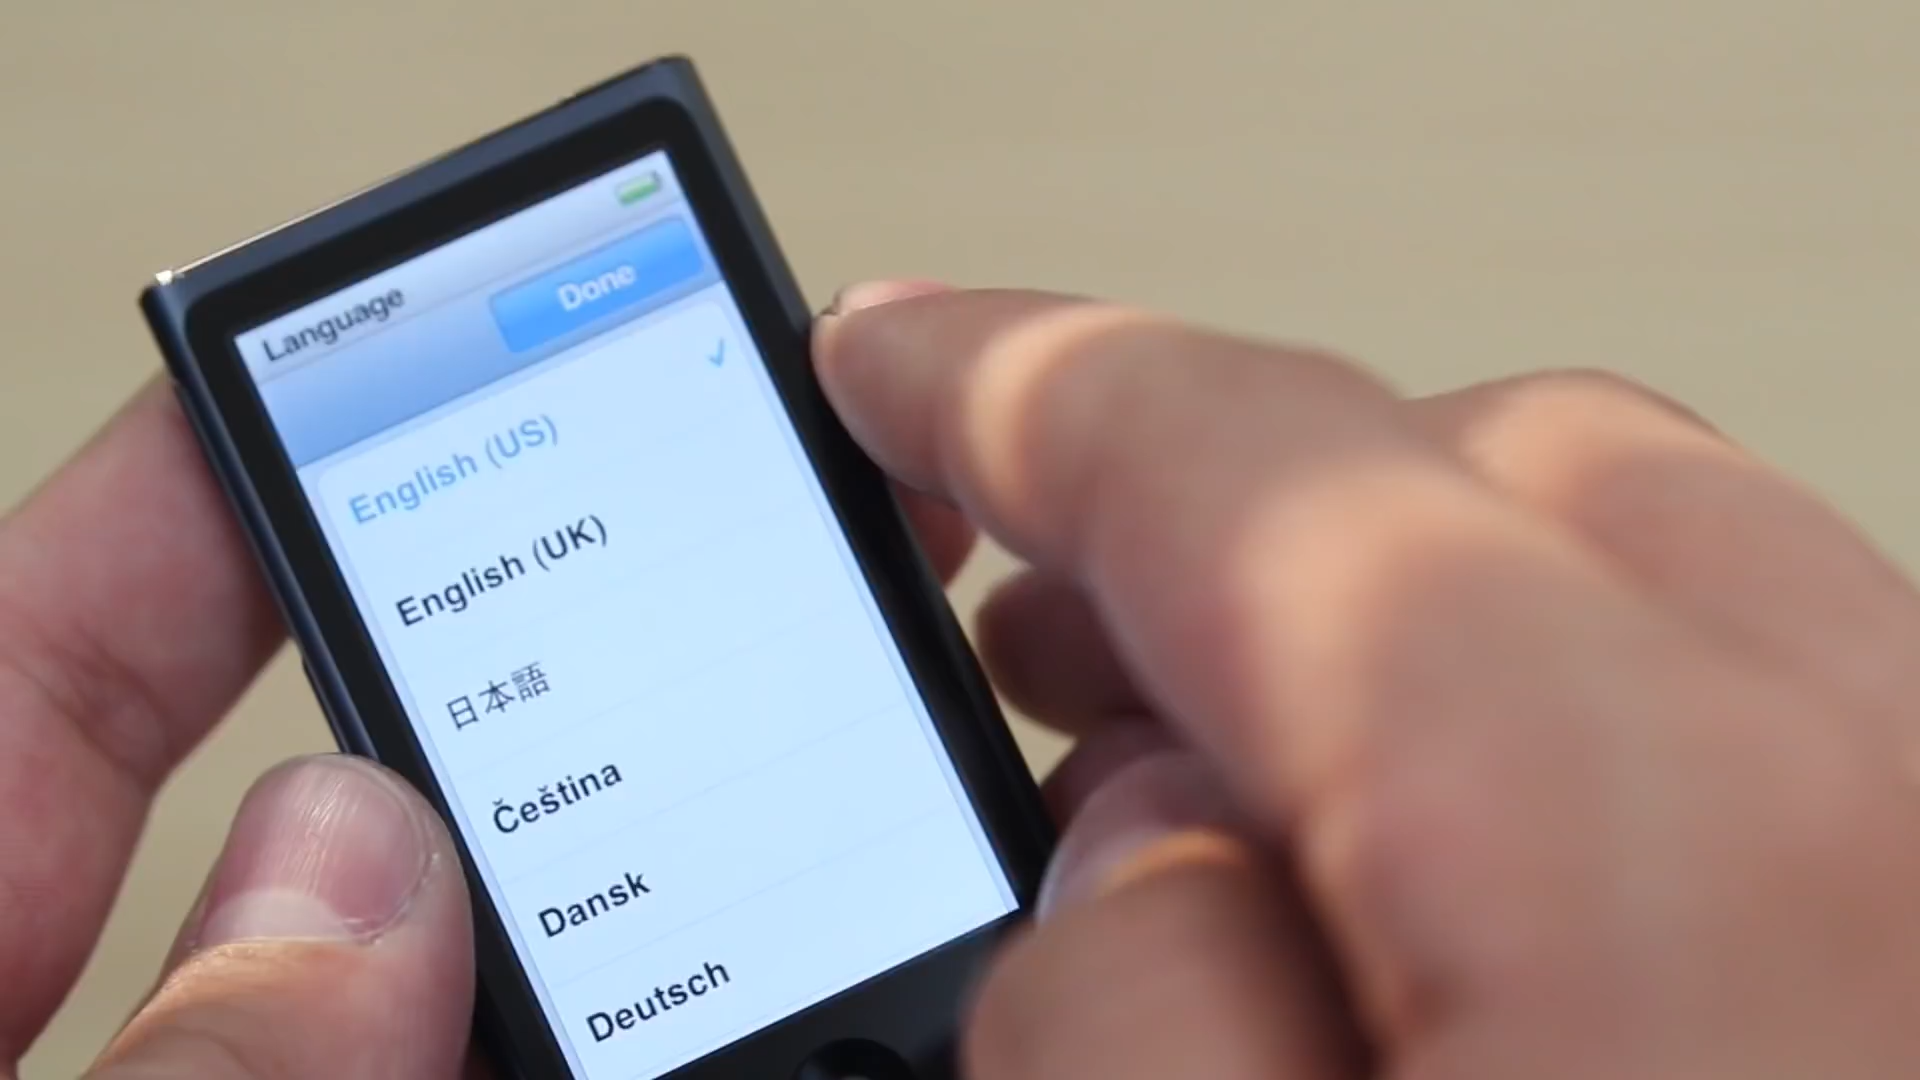 Language
Done
English (US)
English (UK)
日本語
Čeština
Dansk
Deutsch